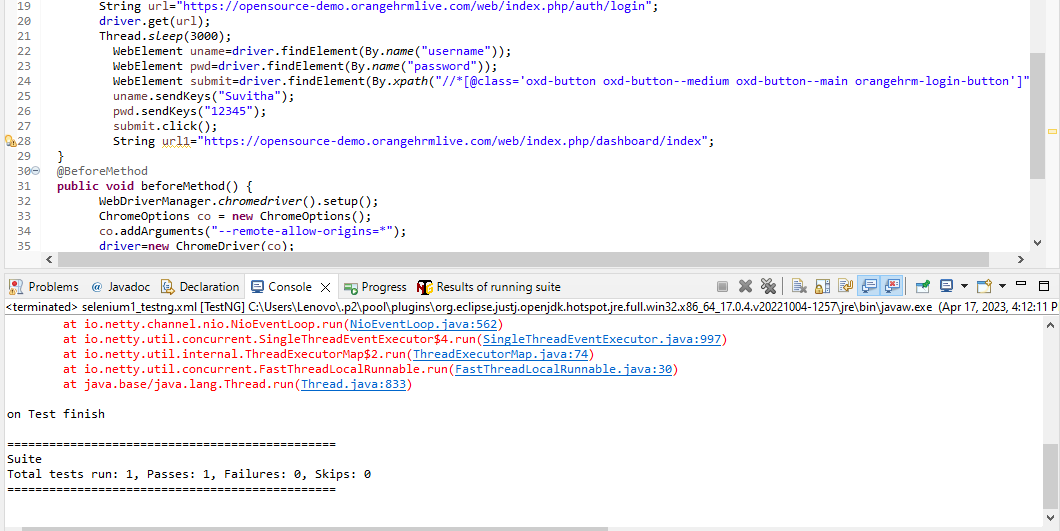 19 String url="https://opensource-demo.orangehrmlive.com/web/index.php/auth/login";
20 driver.get(url);
21 Thread.sleep(3000);
22 WebElement uname=driver.findElement(By.name("username"));
23 WebElement pwd=driver.findElement(By.name("password"));
24 WebElement submit=driver.findElement(By.xpath("//*[@class='oxd-button oxd-button--medium oxd-button--main orangehrm-login-button']"
25 uname.sendKeys("Suvitha");
26 pwd.sendKeys("12345");
27 submit.click();
28 String url1="https://opensource-demo.orangehrmlive.com/web/index.php/dashboard/index";
29 }
30 @BeforeMethod
31 public void beforeMethod() {
32 WebDriverManager.chromedriver().setup();
33 ChromeOptions co = new ChromeOptions();
34 co.addArguments("--remote-allow-origins=*");
35 driver=new ChromeDriver(co);
Problems @ Javadoc Declaration Console Progress Results of running suite
<terminated> selenium1_testng.xml [TestNG] C:\Users\Lenovo\.p2\pool\plugins\org.eclipse.justj.openjdk.hotspot.jre.full.win32.x86_64_17.0.4.v20221004-1257\jre\bin\javaw.exe (Apr 17, 2023, 4:12:11 P
at io.netty.channel.nio.NioEventLoop.run(NioEventLoop.java:562)
at io.netty.util.concurrent.SingleThreadEventExecutor$4.run(SingleThreadEventExecutor.java:997)
at io.netty.util.internal.ThreadExecutorMap$2.run(ThreadExecutorMap.java:74)
at io.netty.util.concurrent.FastThreadLocalRunnable.run(FastThreadLocalRunnable.java:30)
at java.base/java.lang.Thread.run(Thread.java:833)
on Test finish
===============================================
Suite
Total tests run: 1, Passes: 1, Failures: 0, Skips: 0
===============================================